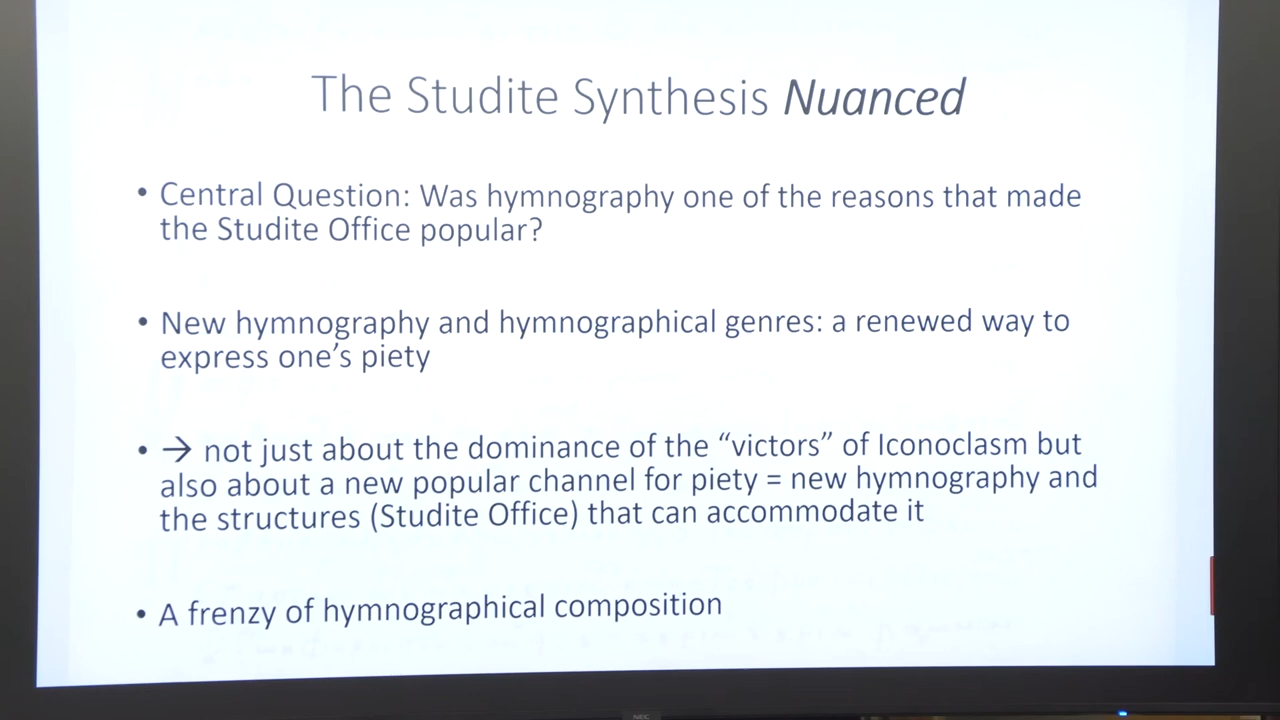 The Studite Synthesis Nuanced
• Central Question: Was hymnography one of the reasons that made
the Studite Office popular?
• New hymnography and hymnographical genres: a renewed way to
express one’s piety
• → not just about the dominance of the “victors” of Iconoclasm but
also about a new popular channel for piety = new hymnography and
the structures (Studite Office) that can accommodate it
• A frenzy of hymnographical composition
NEC